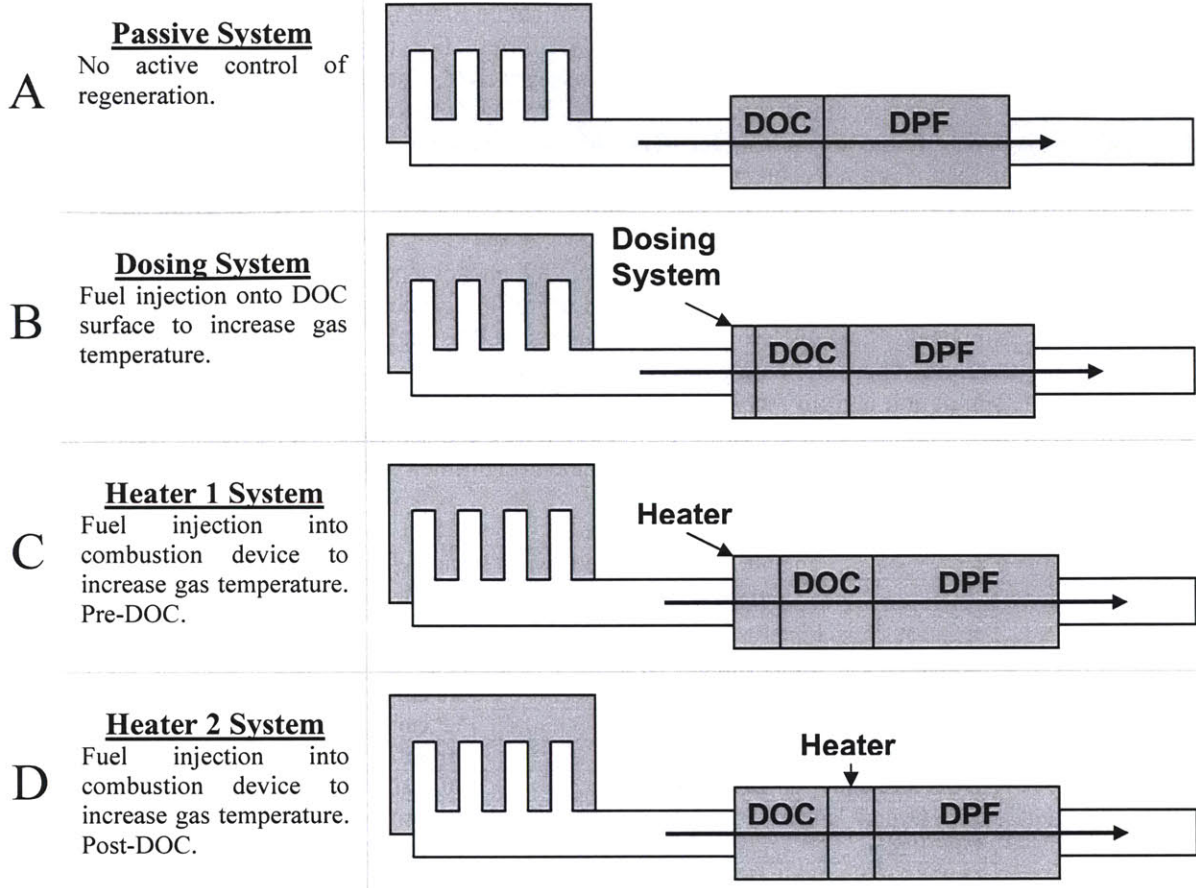 A
Passive System
No active control of
regeneration.
DOC DPF
B
Dosing System
Fuel injection onto DOC
surface to increase gas
temperature.
Dosing
System
DOC DPF
C
Heater 1 System
Fuel injection into
combustion device to
increase gas temperature.
Pre-DOC.
Heater
DOC DPF
D
Heater 2 System
Fuel injection into
combustion device to
increase gas temperature.
Post-DOC.
Heater
DOC DPF